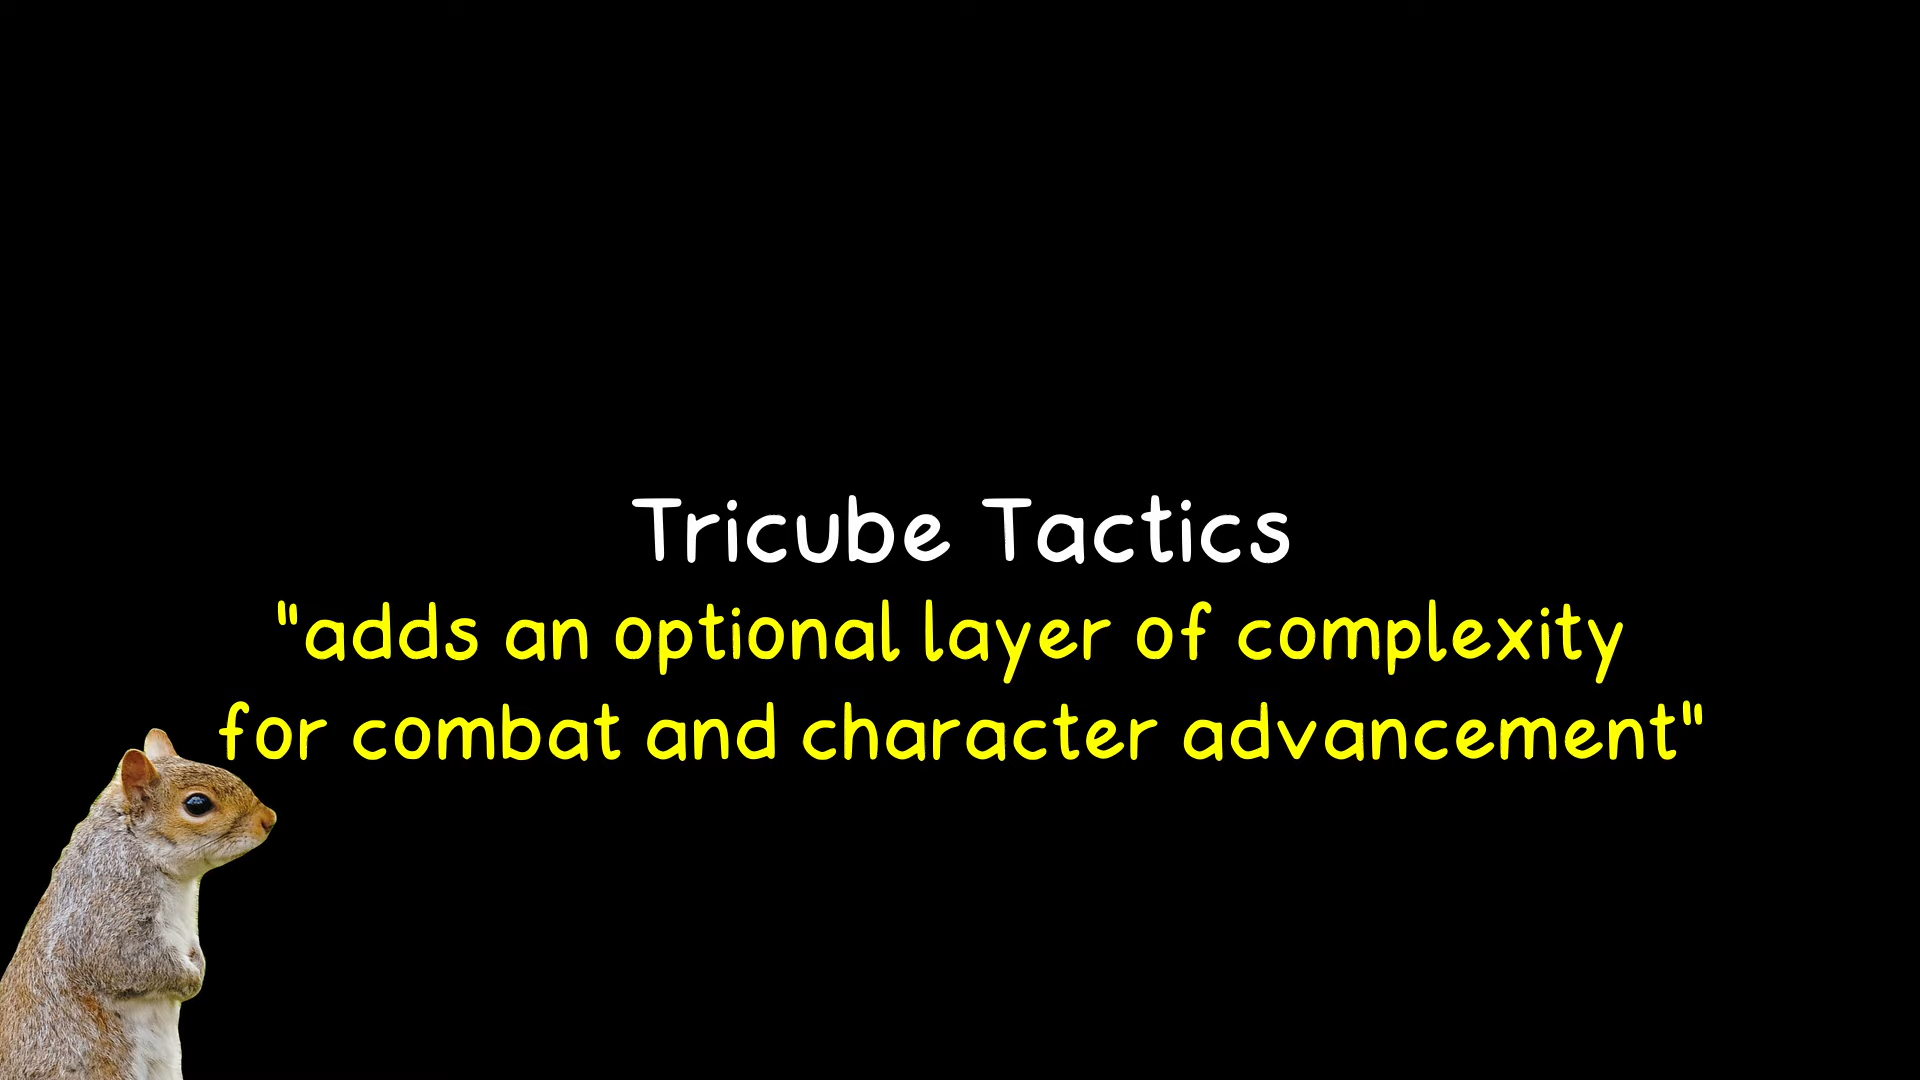 Tricube Tactics
"adds an optional layer of complexity
for combat and character advancement"